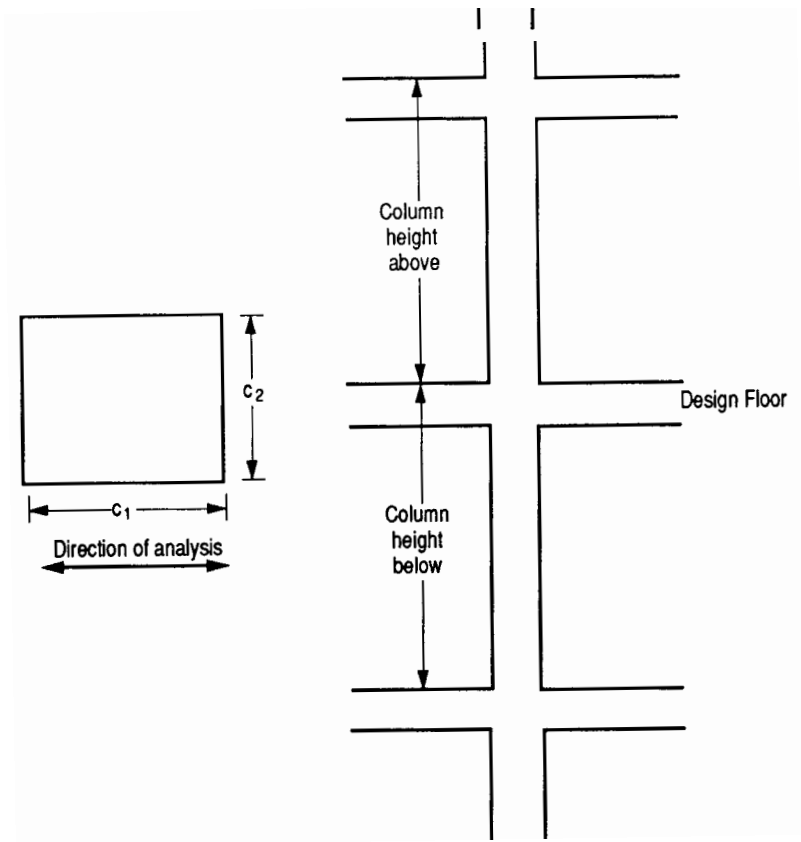 Column
height
above
c2
Design Floor
c1
Direction of analysis
Column
height
below